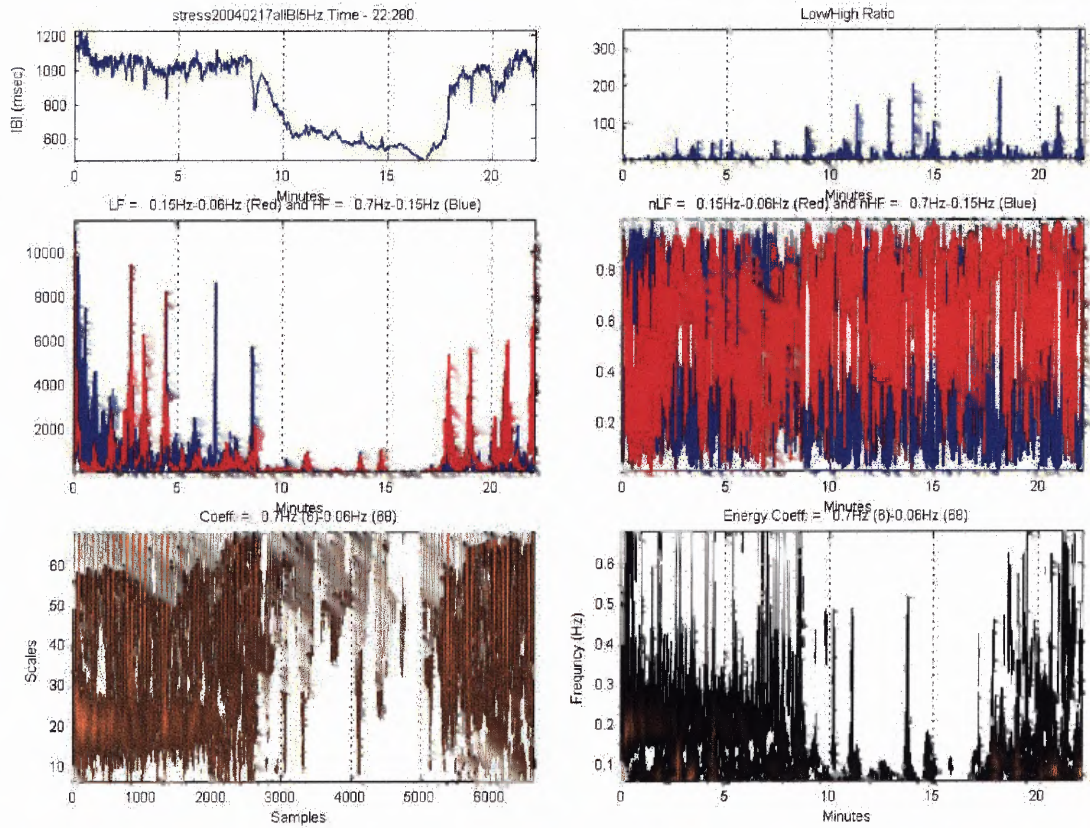 stress20040217allBI5Hz Time - 22:280
IBI (msec)
1200
1000
800
600
0 5 10 15 20
Minutes
Low/High Ratio
300
200
100
0 5 10 15 20
Minutes
LF = 0.15Hz-0.06Hz (Red) and HF = 0.7Hz-0.15Hz (Blue)
10000
8000
6000
4000
2000
0 5 10 15 20
Minutes
nLF = 0.15Hz-0.06Hz (Red) and nHF = 0.7Hz-0.15Hz (Blue)
0.8
0.6
0.4
0.2
0 5 10 15 20
Minutes
Coeff. = 0.7Hz (6)-0.06Hz (68)
Scales
60
50
40
30
20
10
0 1000 2000 3000 4000 5000 6000
Samples
Energy Coeff. = 0.7Hz (6)-0.06Hz (68)
Frequncy (Hz)
0.6
0.5
0.4
0.3
0.2
0.1
0 5 10 15 20
Minutes